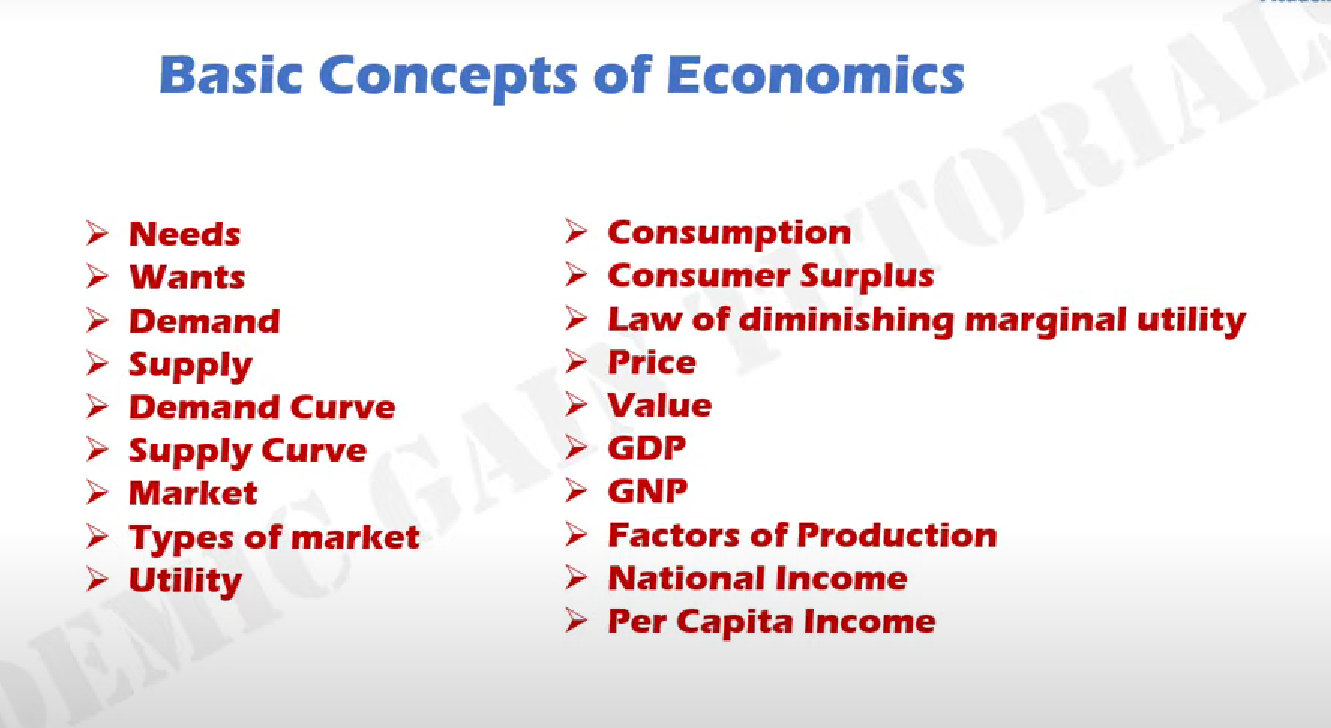 Basic Concepts of Economics
Needs
Wants
Demand
Supply
Demand Curve
Supply Curve
Market
Types of market
Utility
Consumption
Consumer Surplus
Law of diminishing marginal utility
Price
Value
GDP
GNP
Factors of Production
National Income
Per Capita Income
DEMIC GAIN TUTORIALS